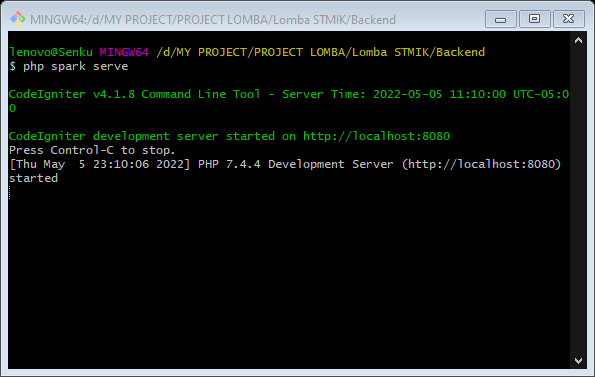 MINGW64:/d/MY PROJECT/PROJECT LOMBA/Lomba STMIK/Backend
lenovo@Senku MINGW64 /d/MY PROJECT/PROJECT LOMBA/Lomba STMIK/Backend
$ php spark serve
CodeIgniter v4.1.8 Command Line Tool - Server Time: 2022-05-05 11:10:00 UTC-05:0
0
CodeIgniter development server started on http://localhost:8080
Press Control-C to stop.
[Thu May  5 23:10:06 2022] PHP 7.4.4 Development Server (http://localhost:8080)
started